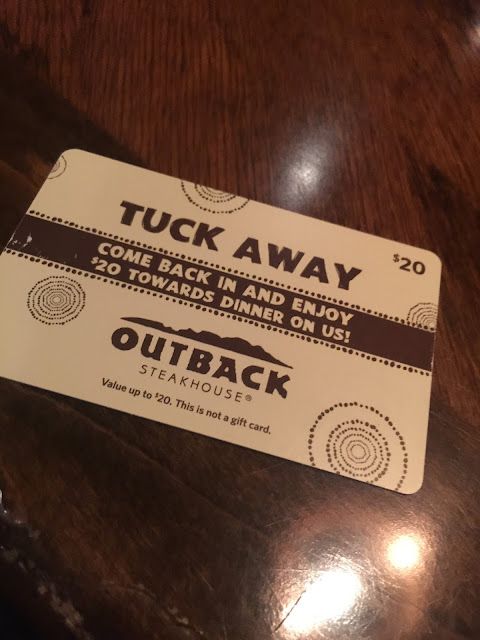 TUCK AWAY
$20
COME BACK IN AND ENJOY
$20 TOWARDS DINNER ON US!
OUTBACK
STEAKHOUSE®
Value up to $20. This is not a gift card.